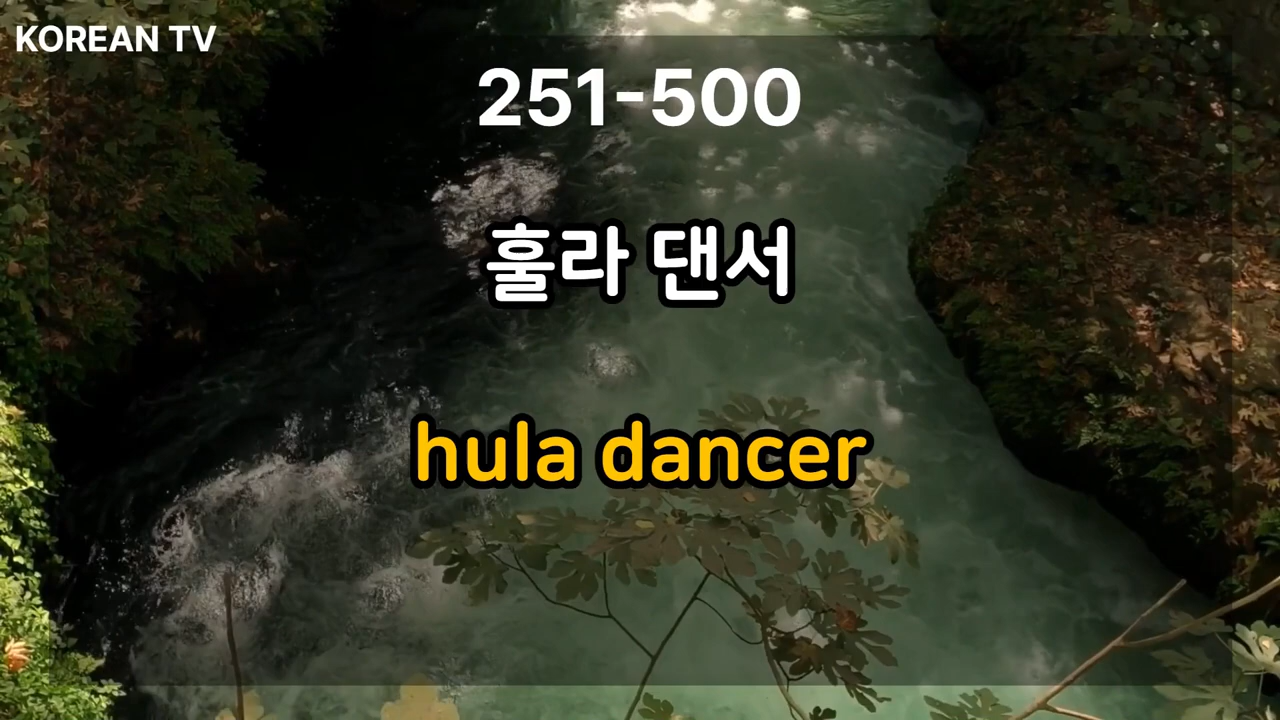 KOREAN TV
251-500
훌라 댄서
hula dancer